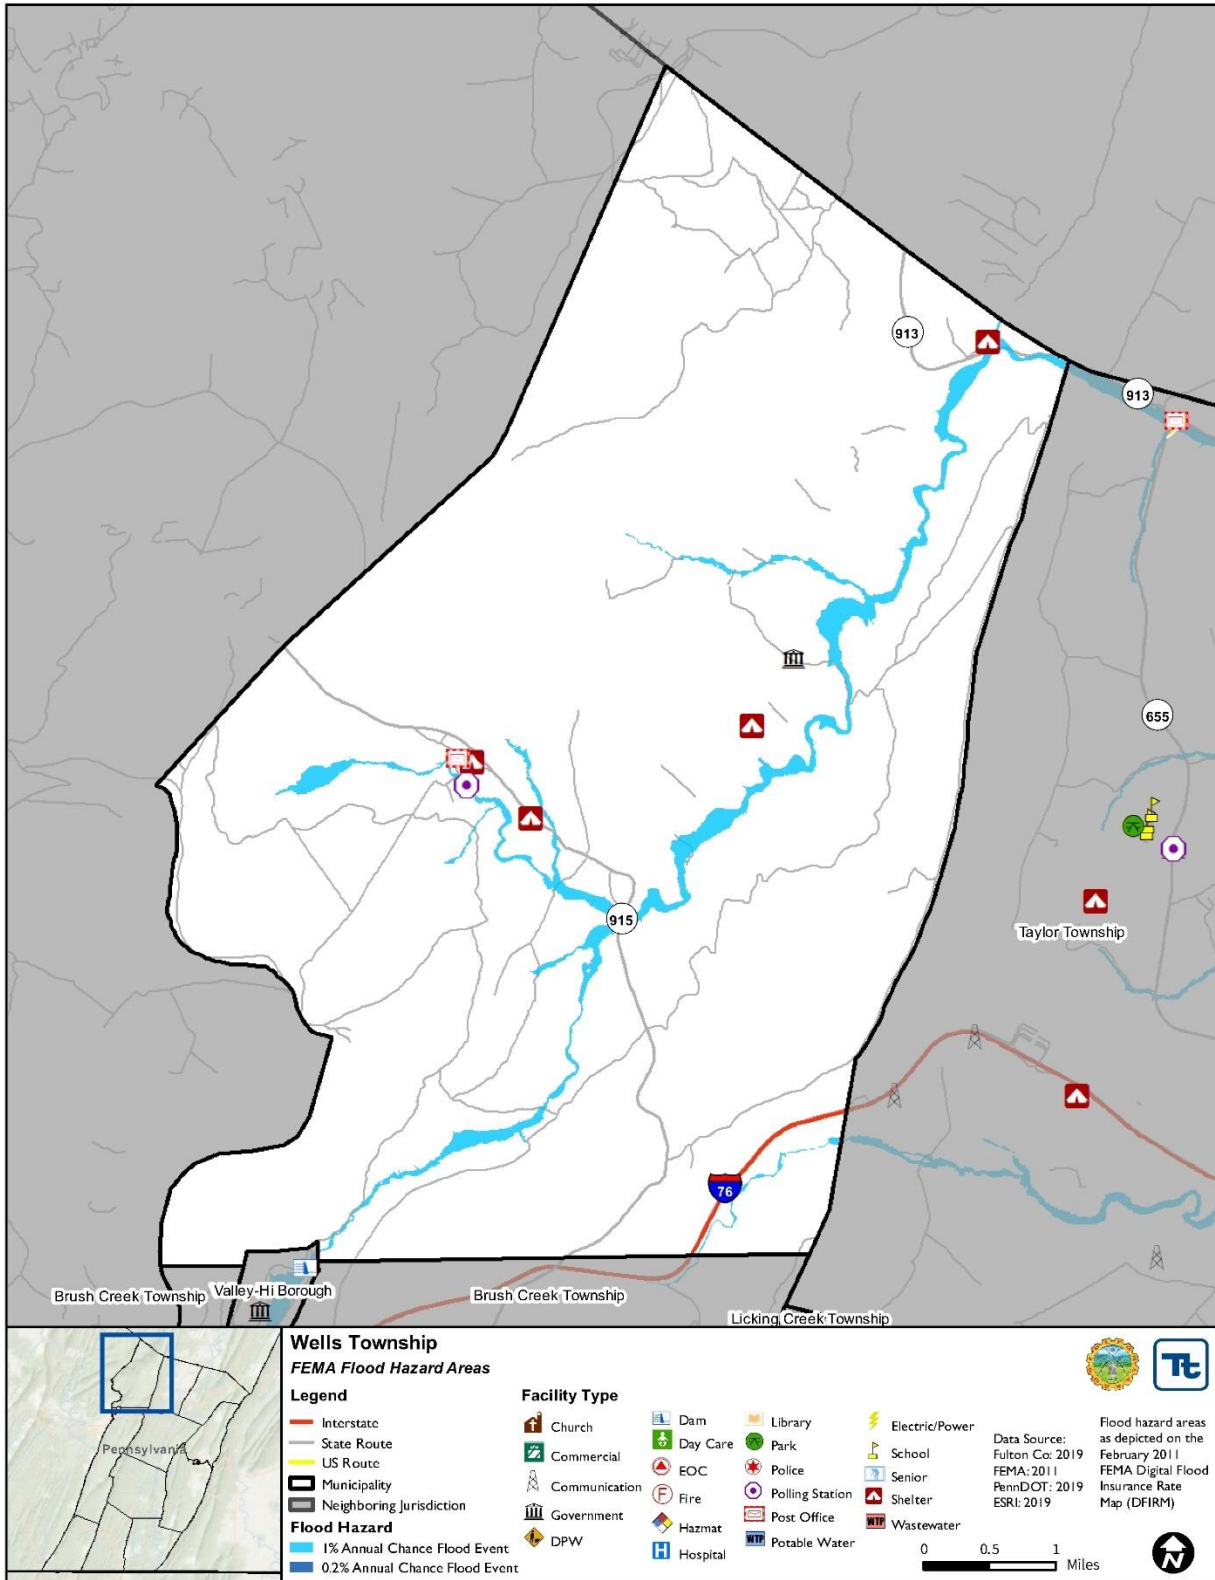 913
913
655
915
76
Taylor Township
Brush Creek Township
Valley-Hi Borough
Brush Creek Township
Licking Creek Township
Pennsylvania
Wells Township
FEMA Flood Hazard Areas
Legend
Interstate
State Route
US Route
Municipality
Neighboring Jurisdiction
Flood Hazard
1% Annual Chance Flood Event
0.2% Annual Chance Flood Event
Facility Type
Church
Commercial
Communication
Government
DPW
Dam
Day Care
EOC
F Fire
Hazmat
H Hospital
Library
Park
Police
Polling Station
Post Office
WTP Potable Water
Electric/Power
School
Senior
Shelter
WTP Wastewater
Data Source:
Fulton Co: 2019
FEMA: 2011
PennDOT: 2019
ESRI: 2019
Tt
Flood hazard areas
as depicted on the
February 2011
FEMA Digital Flood
Insurance Rate
Map (DFIRM)
0 0.5 1
Miles
N